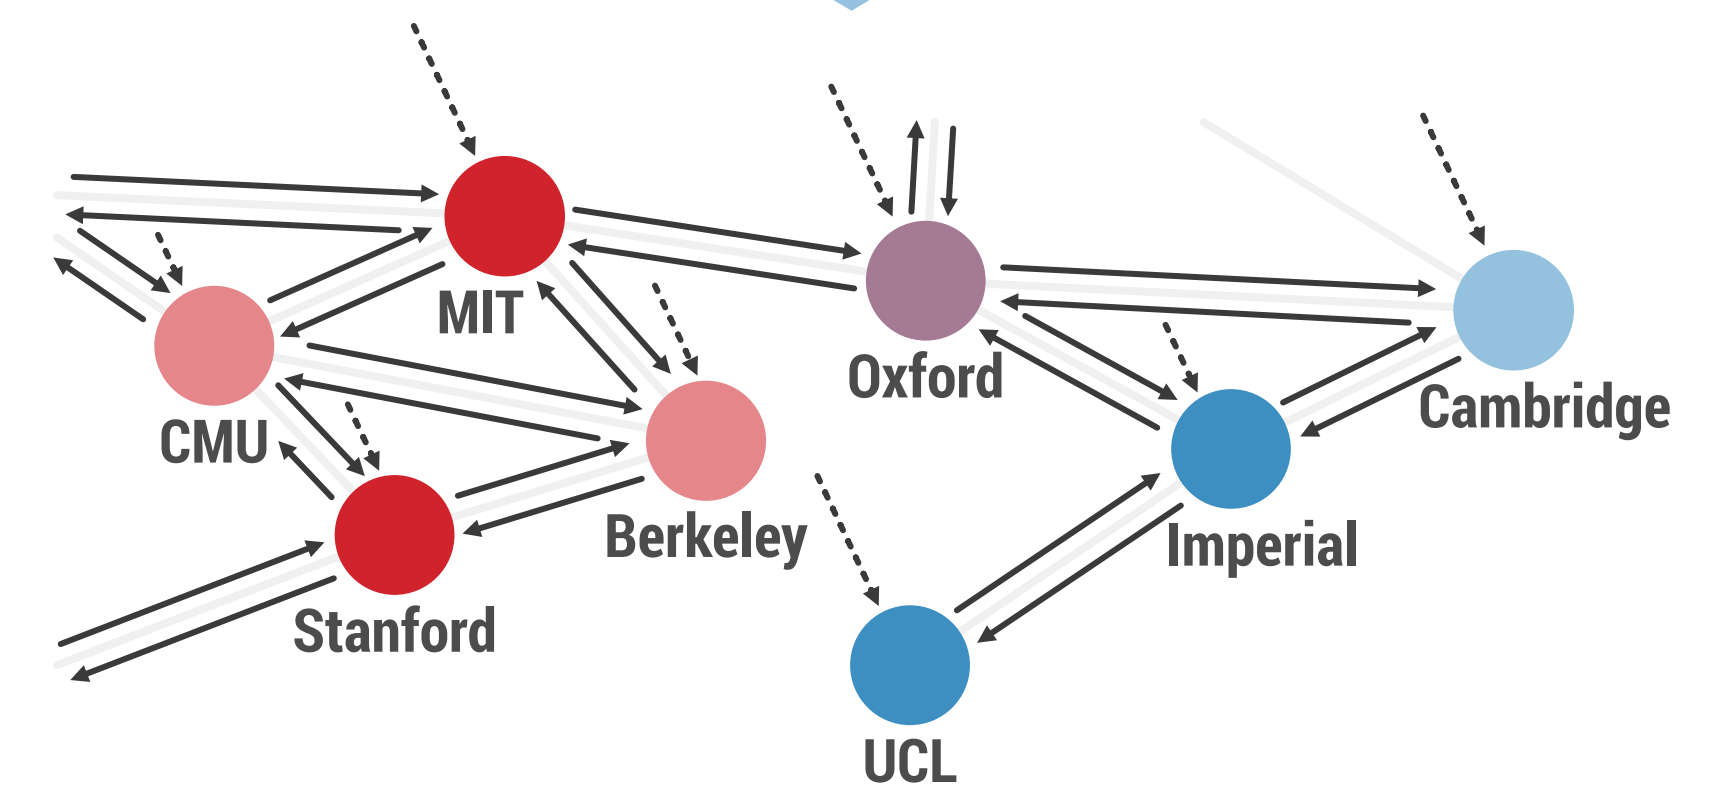 MIT
Oxford
Cambridge
CMU
Berkeley
Imperial
Stanford
UCL